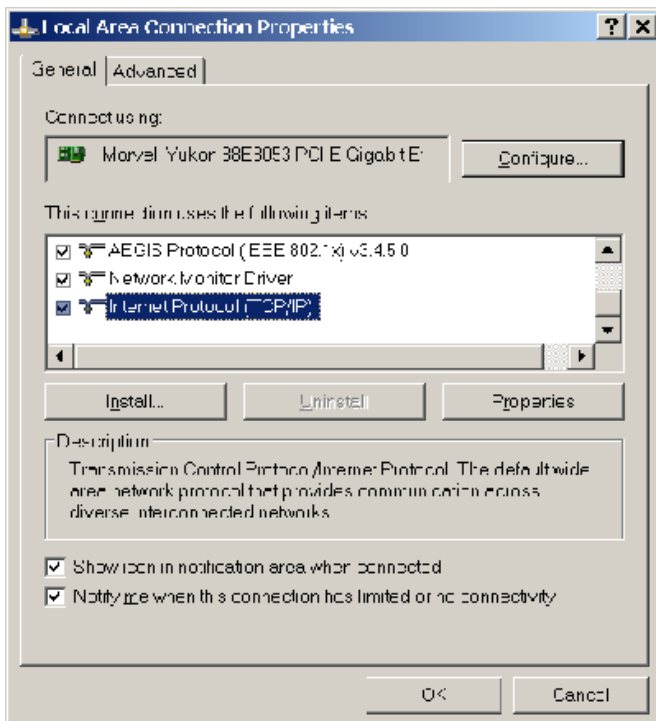 Local Area Connection Properties
General
Advanced
Connect using:
Marvell Yukon 88E8053 PCI-E Gigabit Et
Configure...
This connection uses the following items:
AEGIS Protocol (IEEE 802.1x) v3.4.5.0
Network Monitor Driver
Internet Protocol (TCP/IP)
Install...
Uninstall
Properties
Description
Transmission Control Protocol/Internet Protocol. The default wide
area network protocol that provides communication across
diverse interconnected networks.
Show icon in notification area when connected
Notify me when this connection has limited or no connectivity
OK
Cancel